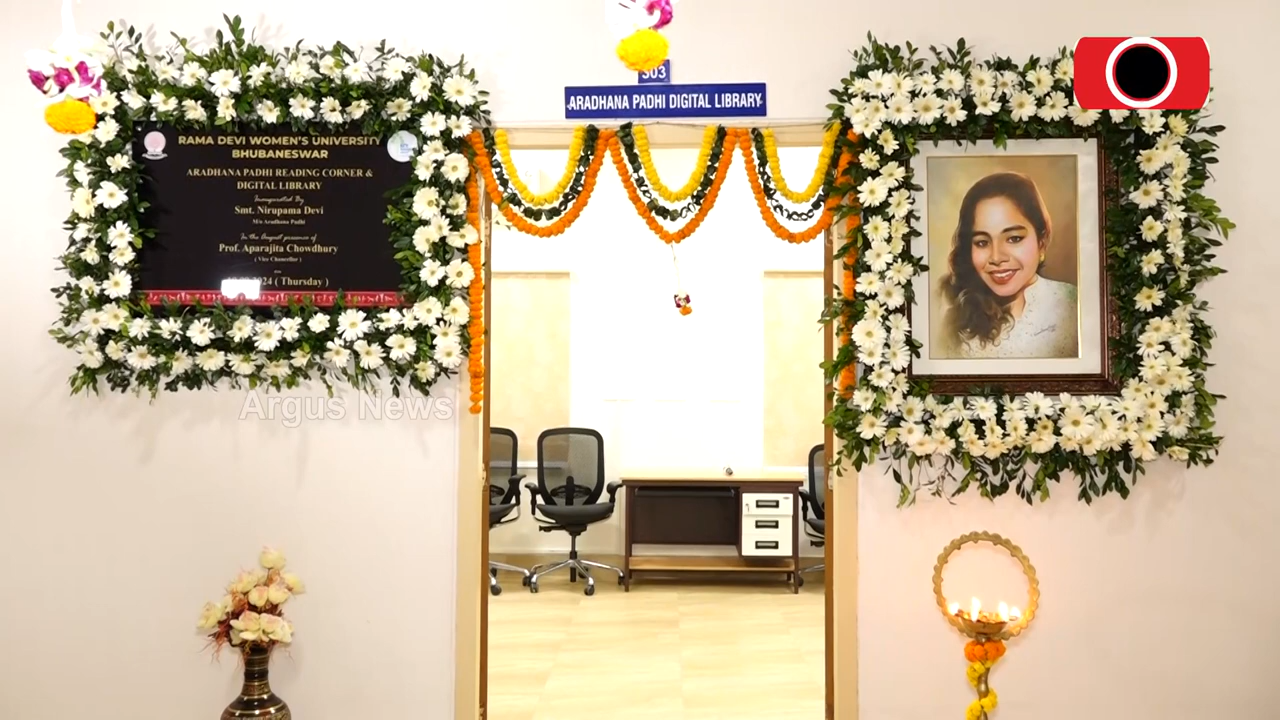 S03
ARADHANA PADHI DIGITAL LIBRARY
RAMA DEVI WOMEN'S UNIVERSITY
BHUBANESWAR
ARADHANA PADHI READING CORNER &
DIGITAL LIBRARY
Inaugurated By
Smt. Nirupama Devi
M/o Aradhana Padhi
In the August presence of
Prof. Aparajita Chowdhury
( Vice Chancellor )
2024 ( Thursday )
Argus News